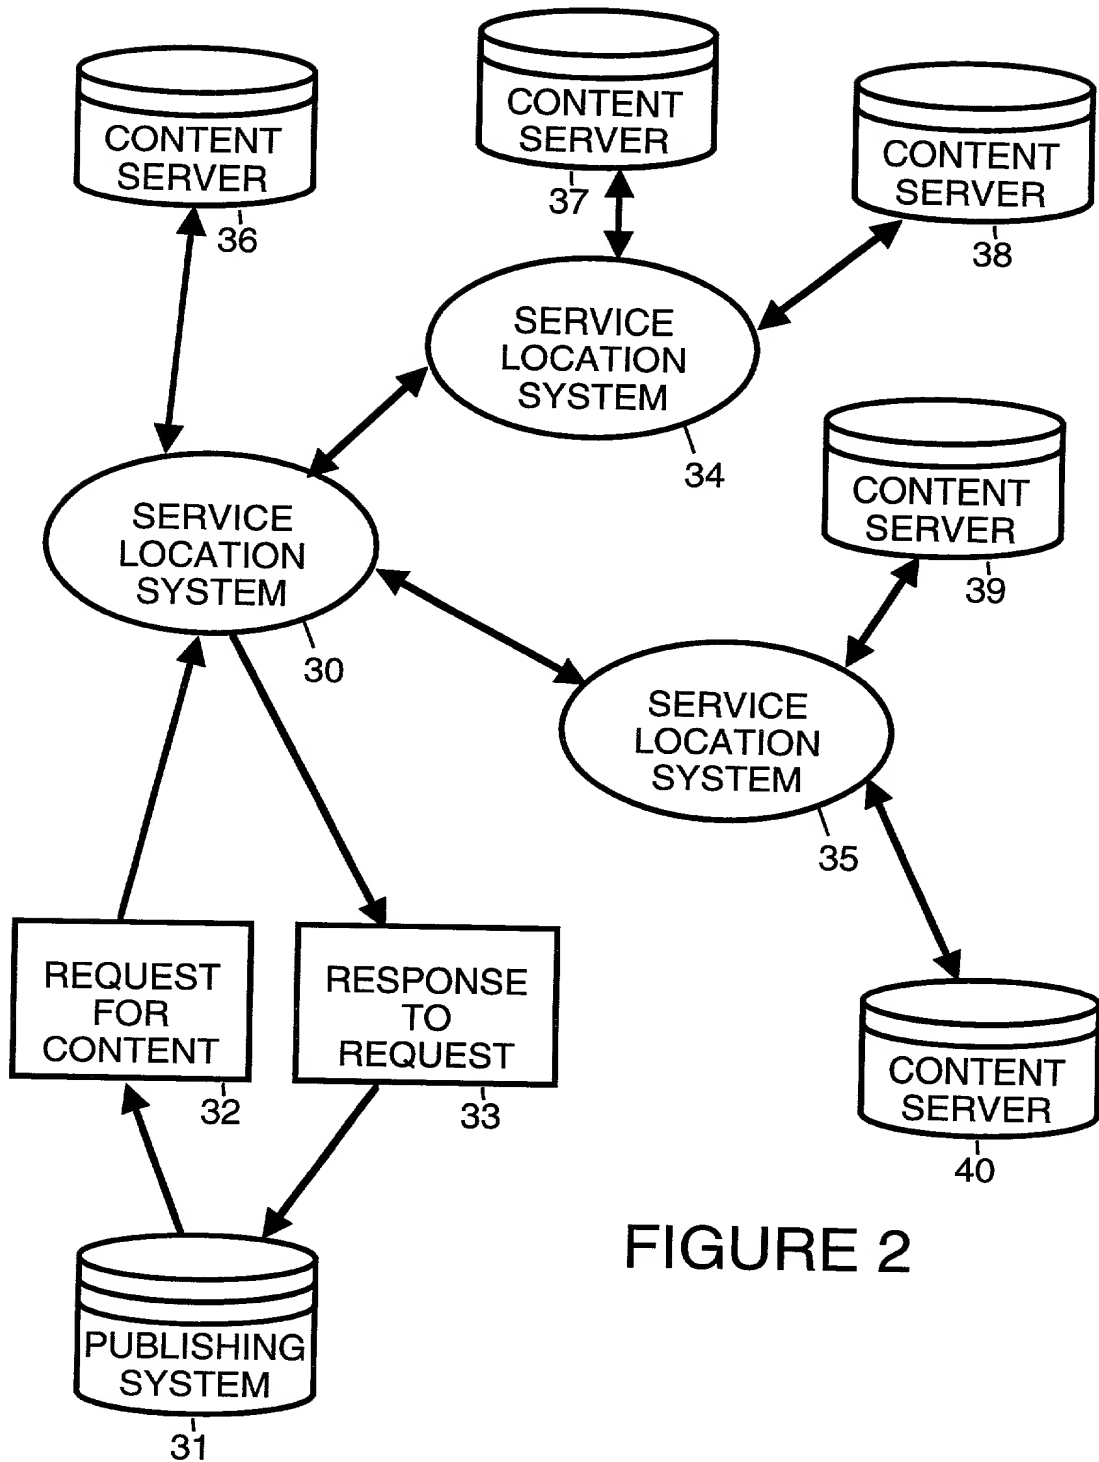 CONTENT
SERVER
36
CONTENT
SERVER
37
CONTENT
SERVER
38
SERVICE
LOCATION
SYSTEM
34
CONTENT
SERVER
39
SERVICE
LOCATION
SYSTEM
30
SERVICE
LOCATION
SYSTEM
35
REQUEST
FOR
CONTENT
32
RESPONSE
TO
REQUEST
33
CONTENT
SERVER
40
FIGURE 2
PUBLISHING
SYSTEM
31